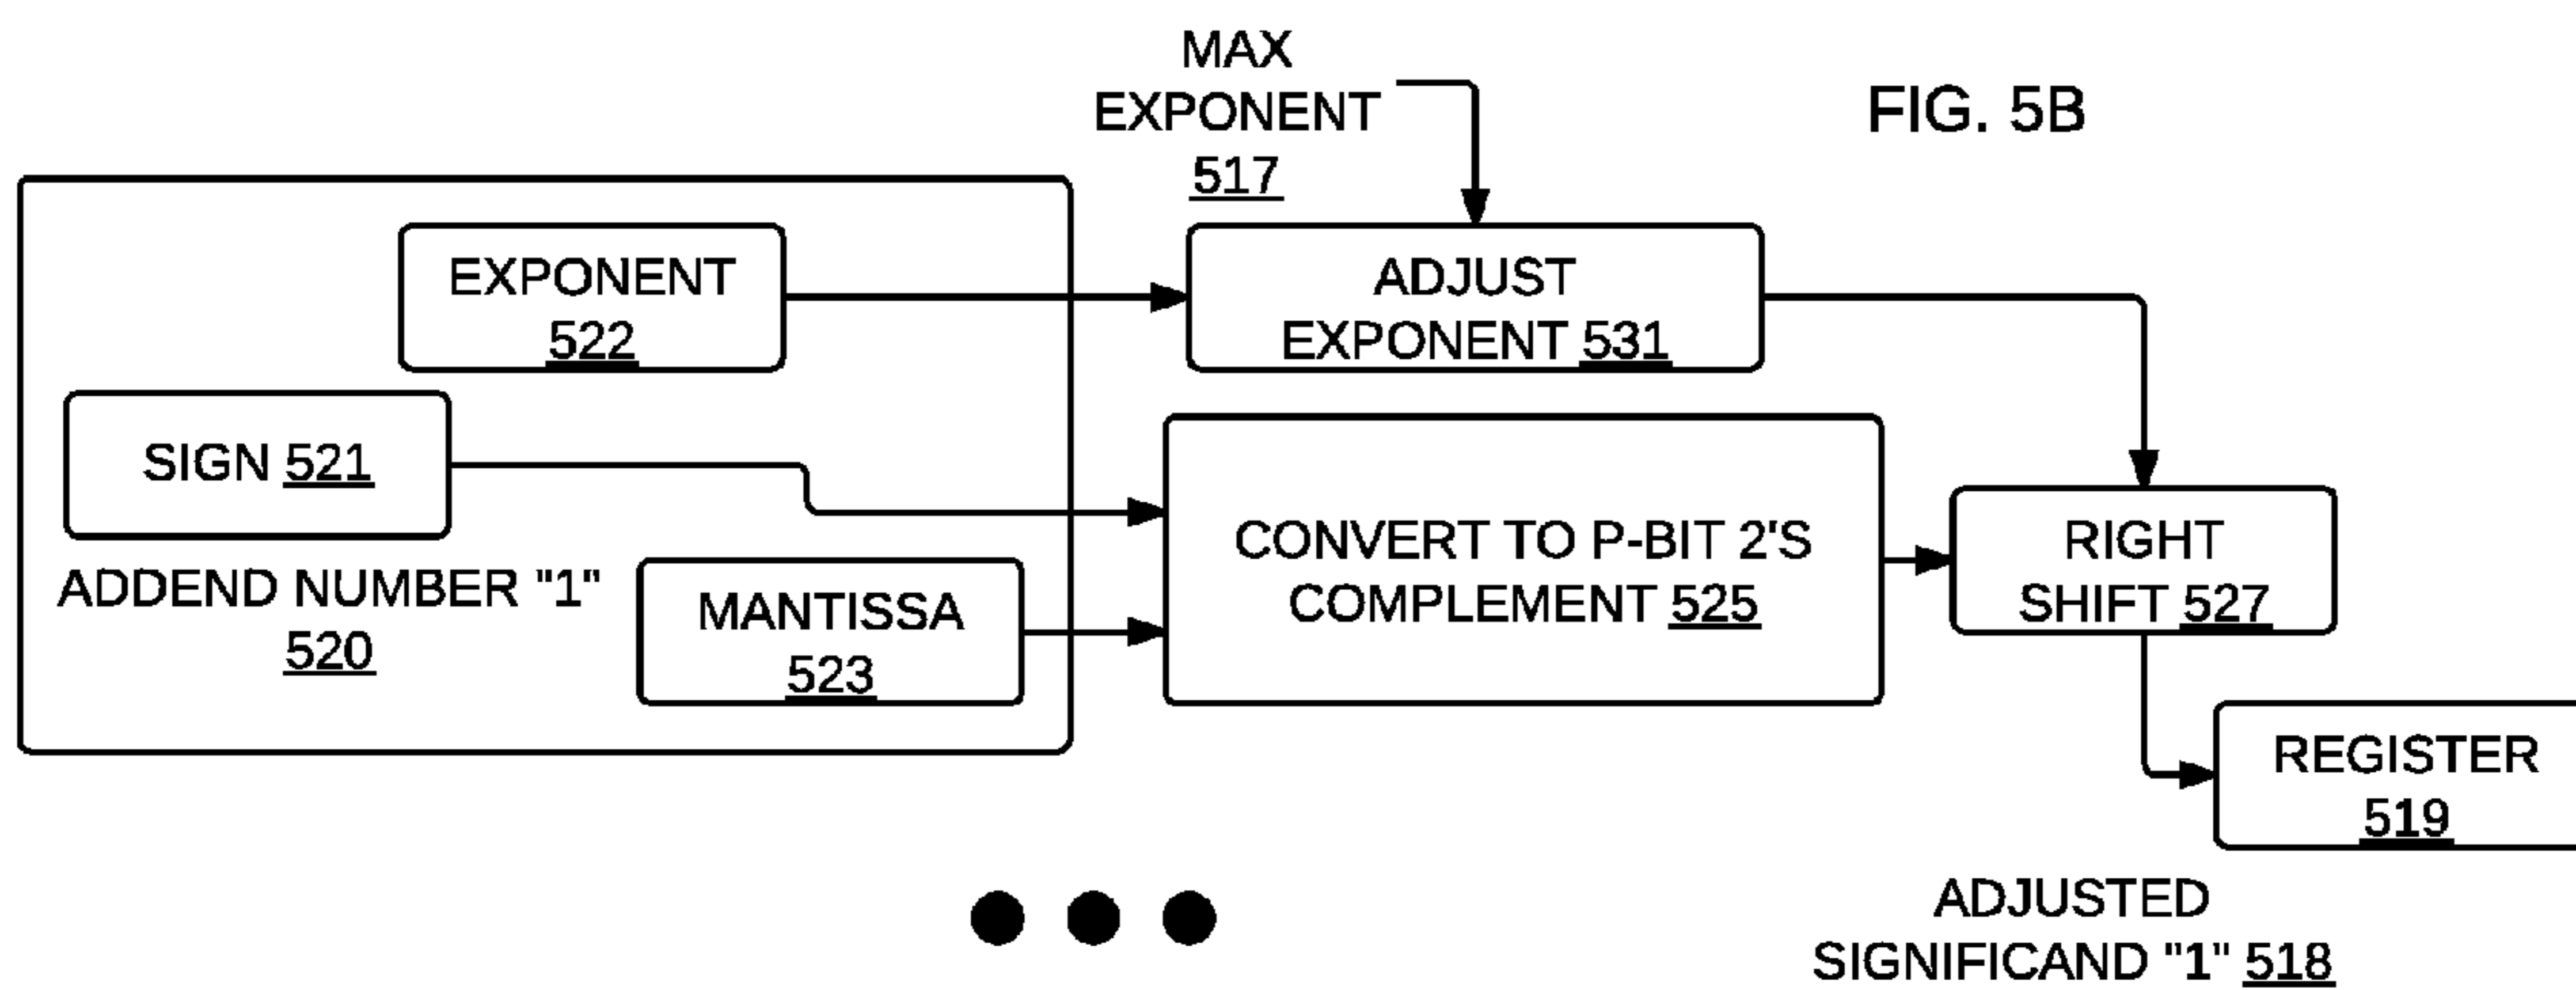 MAX
EXPONENT
517
FIG. 5B
EXPONENT
522
ADJUST
EXPONENT 531
SIGN 521
ADDEND NUMBER "1"
520
MANTISSA
523
CONVERT TO P-BIT 2'S
COMPLEMENT 525
RIGHT
SHIFT 527
REGISTER
519
ADJUSTED
SIGNIFICAND "1" 518